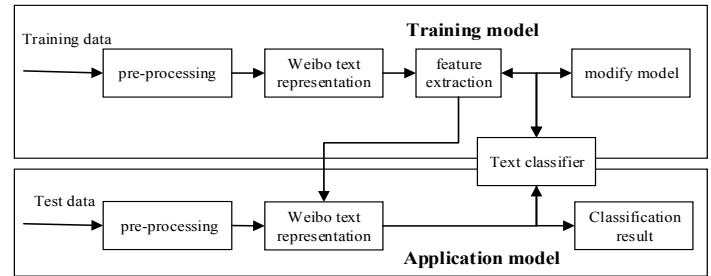 Training model
Training data
pre-processing
Weibo text
representation
feature
extraction
modify model
Text classifier
Test data
pre-processing
Weibo text
representation
Classification
result
Application model